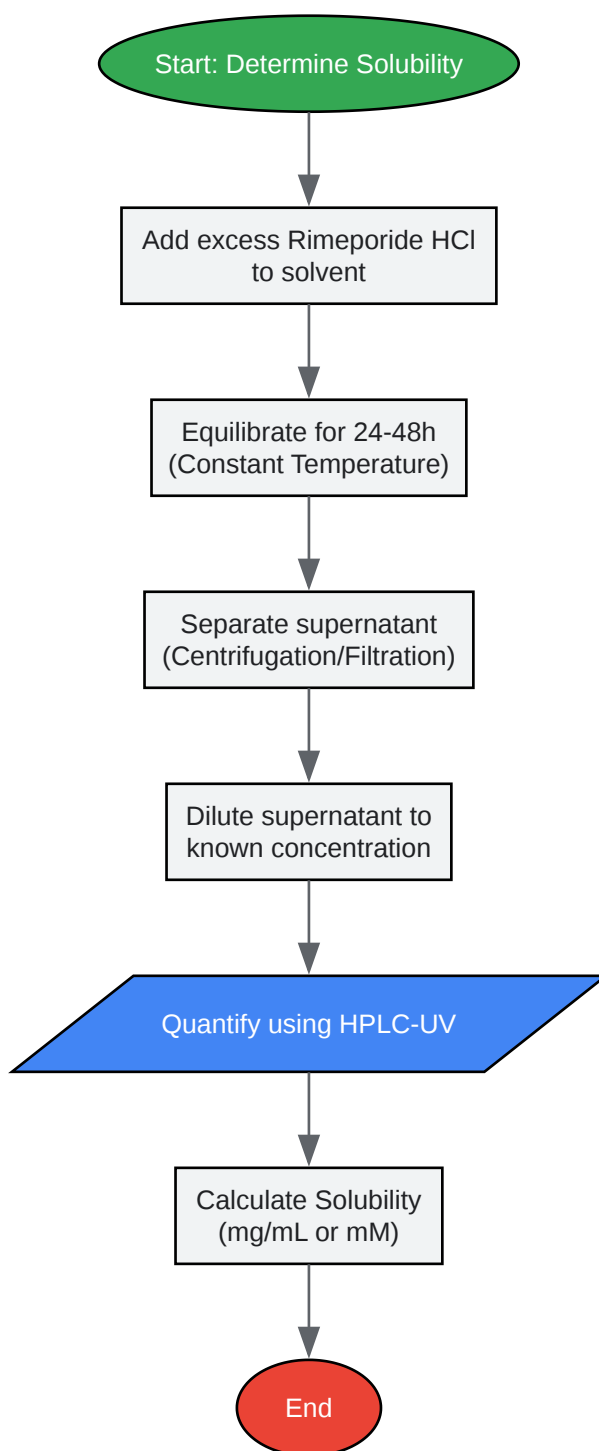 Start: Determine Solubility
Add excess Rimeporide HCl
to solvent
Equilibrate for 24-48h
(Constant Temperature)
Separate supernatant
(Centrifugation/Filtration)
Dilute supernatant to
known concentration
Quantify using HPLC-UV
Calculate Solubility
(mg/mL or mM)
End